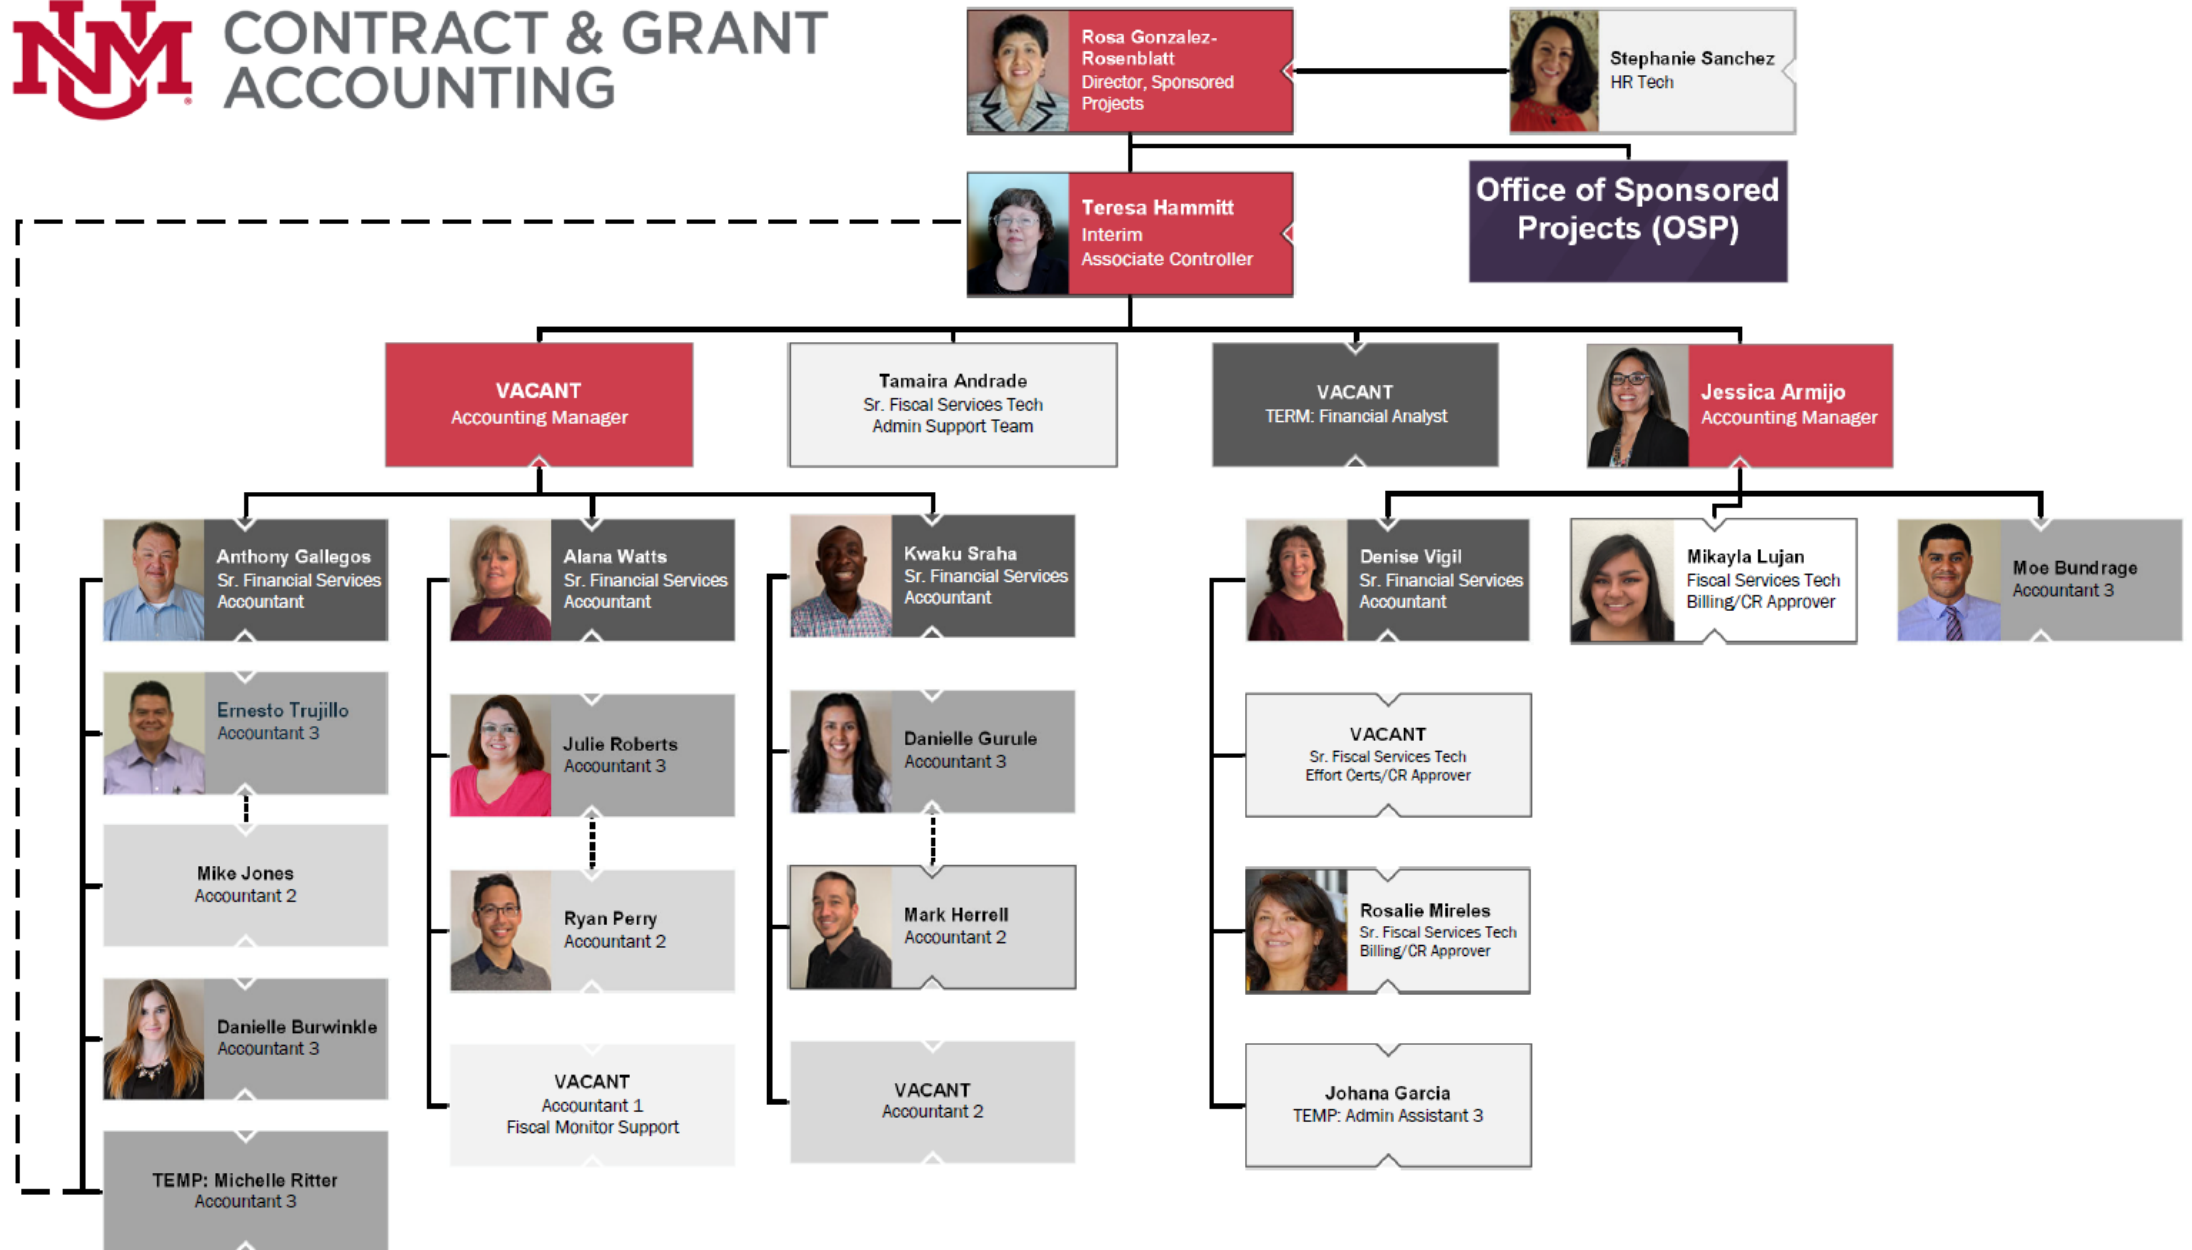 UNM
CONTRACT & GRANT
ACCOUNTING
Rosa Gonzalez-
Rosenblatt
Director, Sponsored
Projects
Stephanie Sanchez
HR Tech
Teresa Hammitt
Interim
Associate Controller
Office of Sponsored
Projects (OSP)
VACANT
Accounting Manager
Tamaira Andrade
Sr. Fiscal Services Tech
Admin Support Team
VACANT
TERM: Financial Analyst
Jessica Armijo
Accounting Manager
Anthony Gallegos
Sr. Financial Services
Accountant
Alana Watts
Sr. Financial Services
Accountant
Kwaku Sraha
Sr. Financial Services
Accountant
Denise Vigil
Sr. Financial Services
Accountant
Mikayla Lujan
Fiscal Services Tech
Billing/CR Approver
Moe Bundrage
Accountant 3
Ernesto Trujillo
Accountant 3
Julie Roberts
Accountant 3
Danielle Gurule
Accountant 3
VACANT
Sr. Fiscal Services Tech
Effort Certs/CR Approver
Mike Jones
Accountant 2
Ryan Perry
Accountant 2
Mark Herrell
Accountant 2
Rosalie Mireles
Sr. Fiscal Services Tech
Billing/CR Approver
Danielle Burwinkle
Accountant 3
VACANT
Accountant 1
Fiscal Monitor Support
VACANT
Accountant 2
Johana Garcia
TEMP: Admin Assistant 3
TEMP: Michelle Ritter
Accountant 3